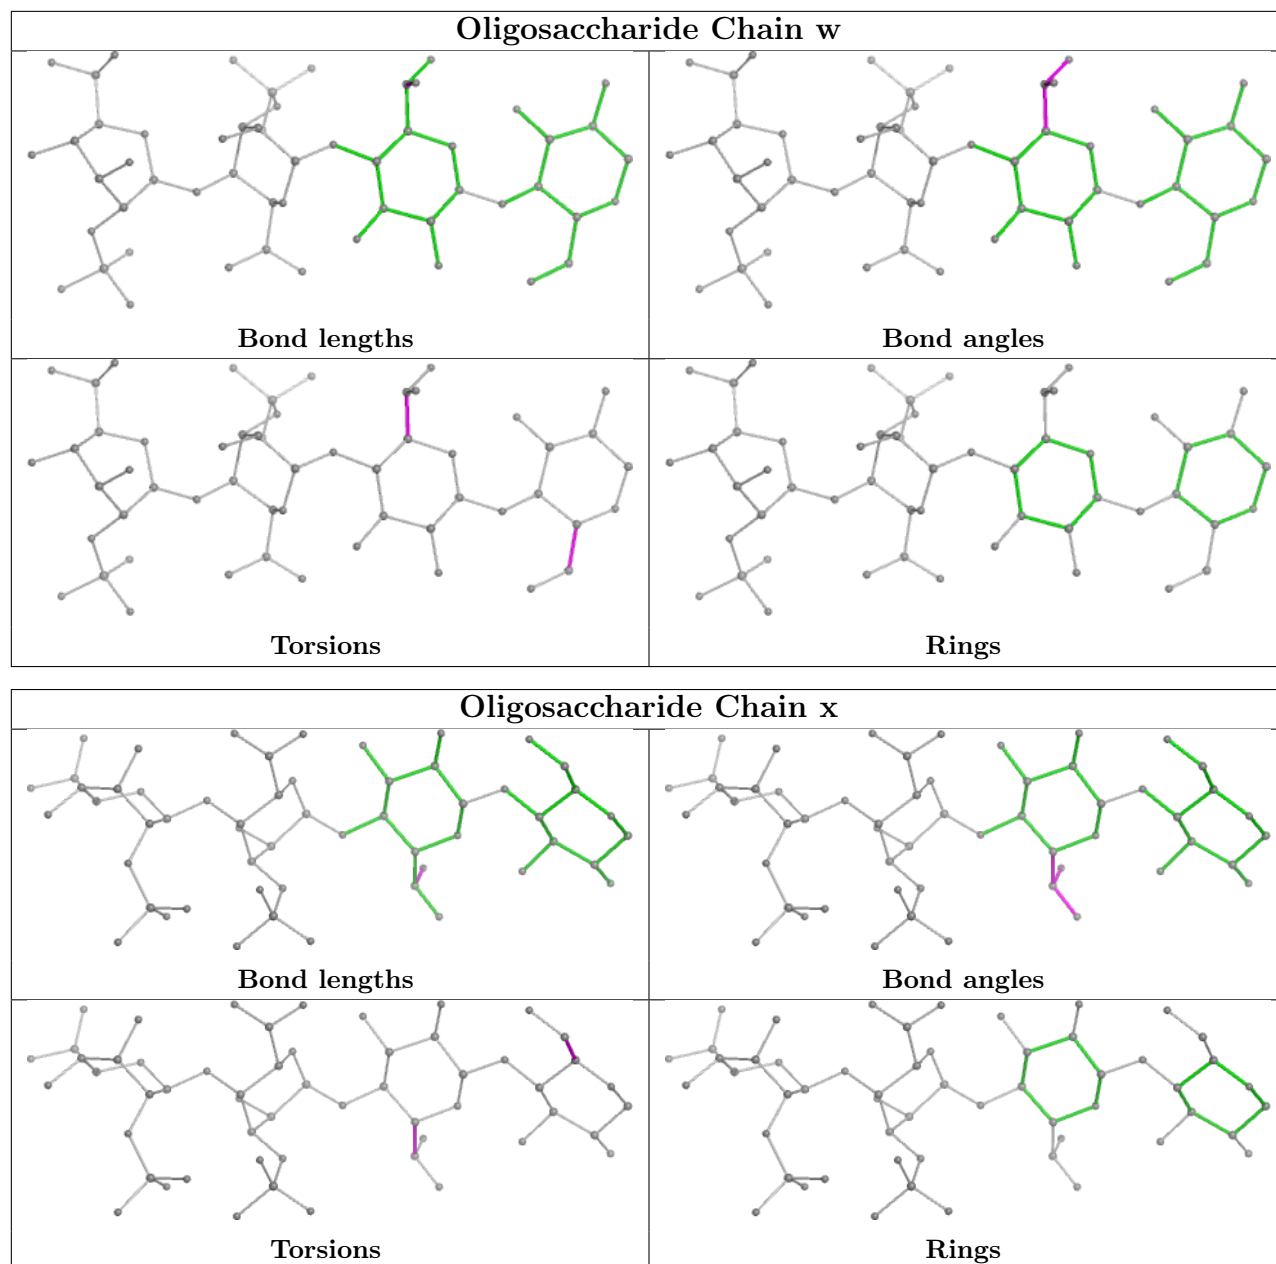 Oligosaccharide Chain w
Bond lengths
Bond angles
Torsions
Rings
Oligosaccharide Chain x
Bond lengths
Bond angles
Torsions
Rings